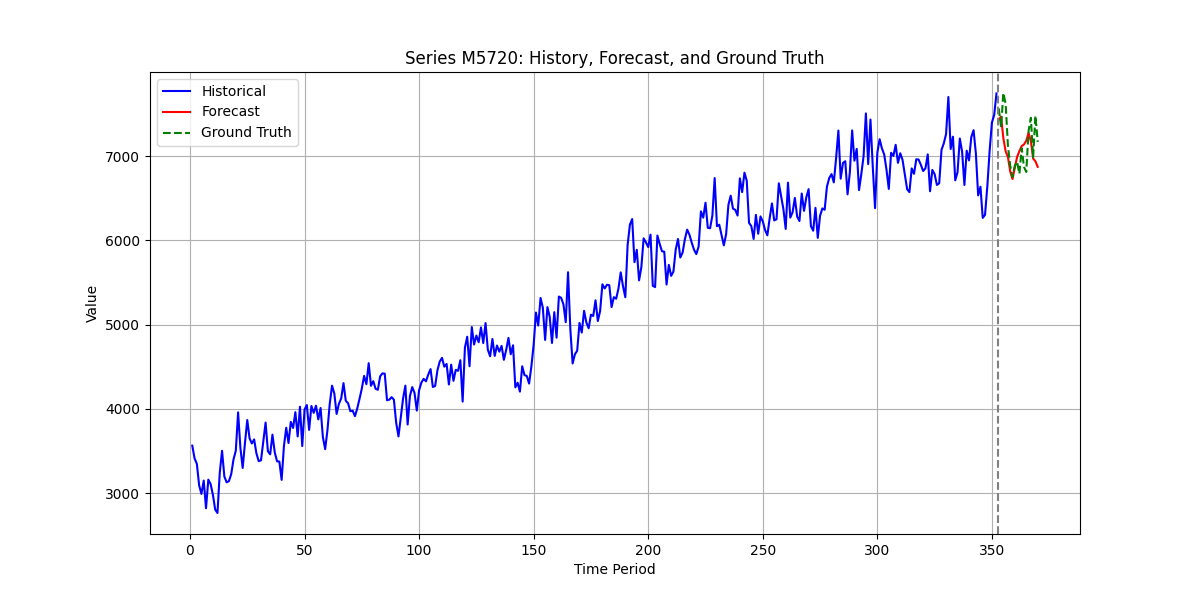 Series M5720: History, Forecast, and Ground Truth
Historical
Forecast
Ground Truth
Value
7000
6000
5000
4000
3000
0 50 100 150 200 250 300 350
Time Period